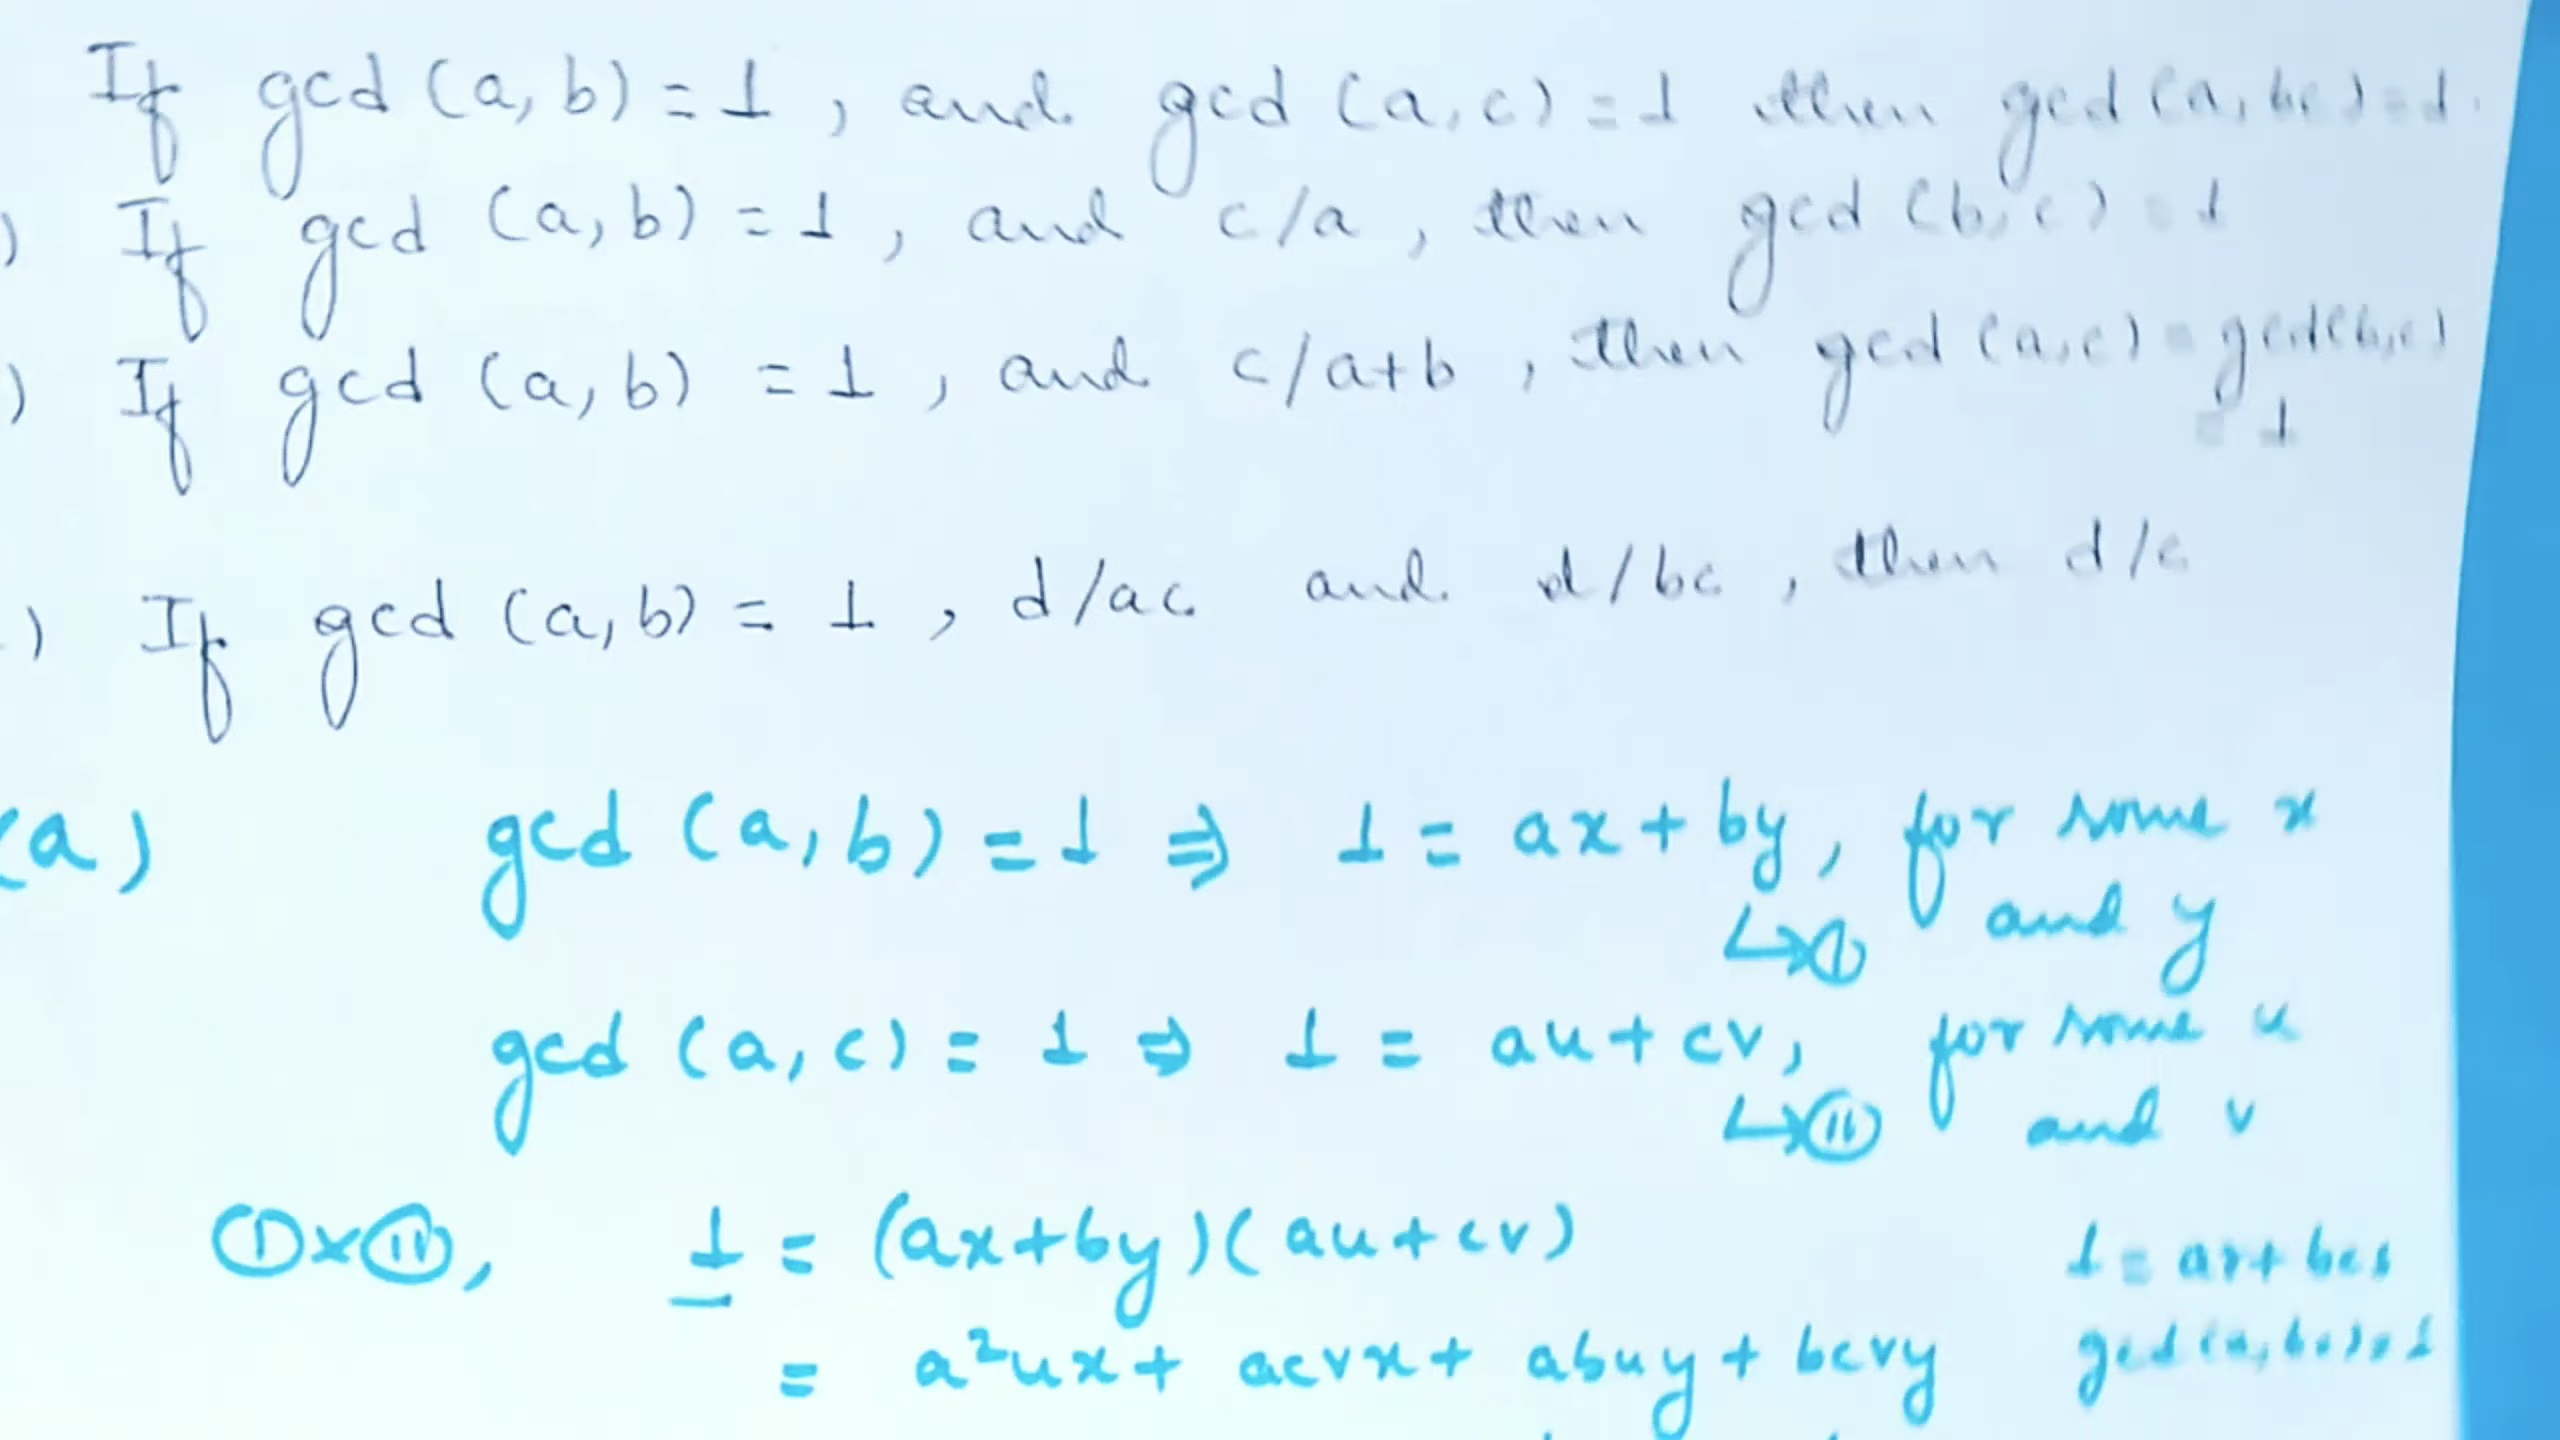 If gcd (a, b) = 1 , and gcd (a, c) = 1 then gcd (a, bc) = 1.
) If gcd (a, b) = 1 , and c/a , then gcd (b, c) = 1
) If gcd (a, b) = 1 , and c/a+b , then gcd (a,c) = gcd(b,c)
= 1
) If gcd (a, b) = 1 , d/ac and d/bc , then d/c
(a) gcd (a, b) = 1 ⇒ 1 = ax + by, for some x
↳ (I) and y
gcd (a, c) = 1 ⇒ 1 = au + cv, for some u
↳ (II) and v
(I)x(II), 1 = (ax+by)(au+cv) 1 = ar + bcs
= a²ux + acvx + abuy + bcvy gcd (a, bc) = 1